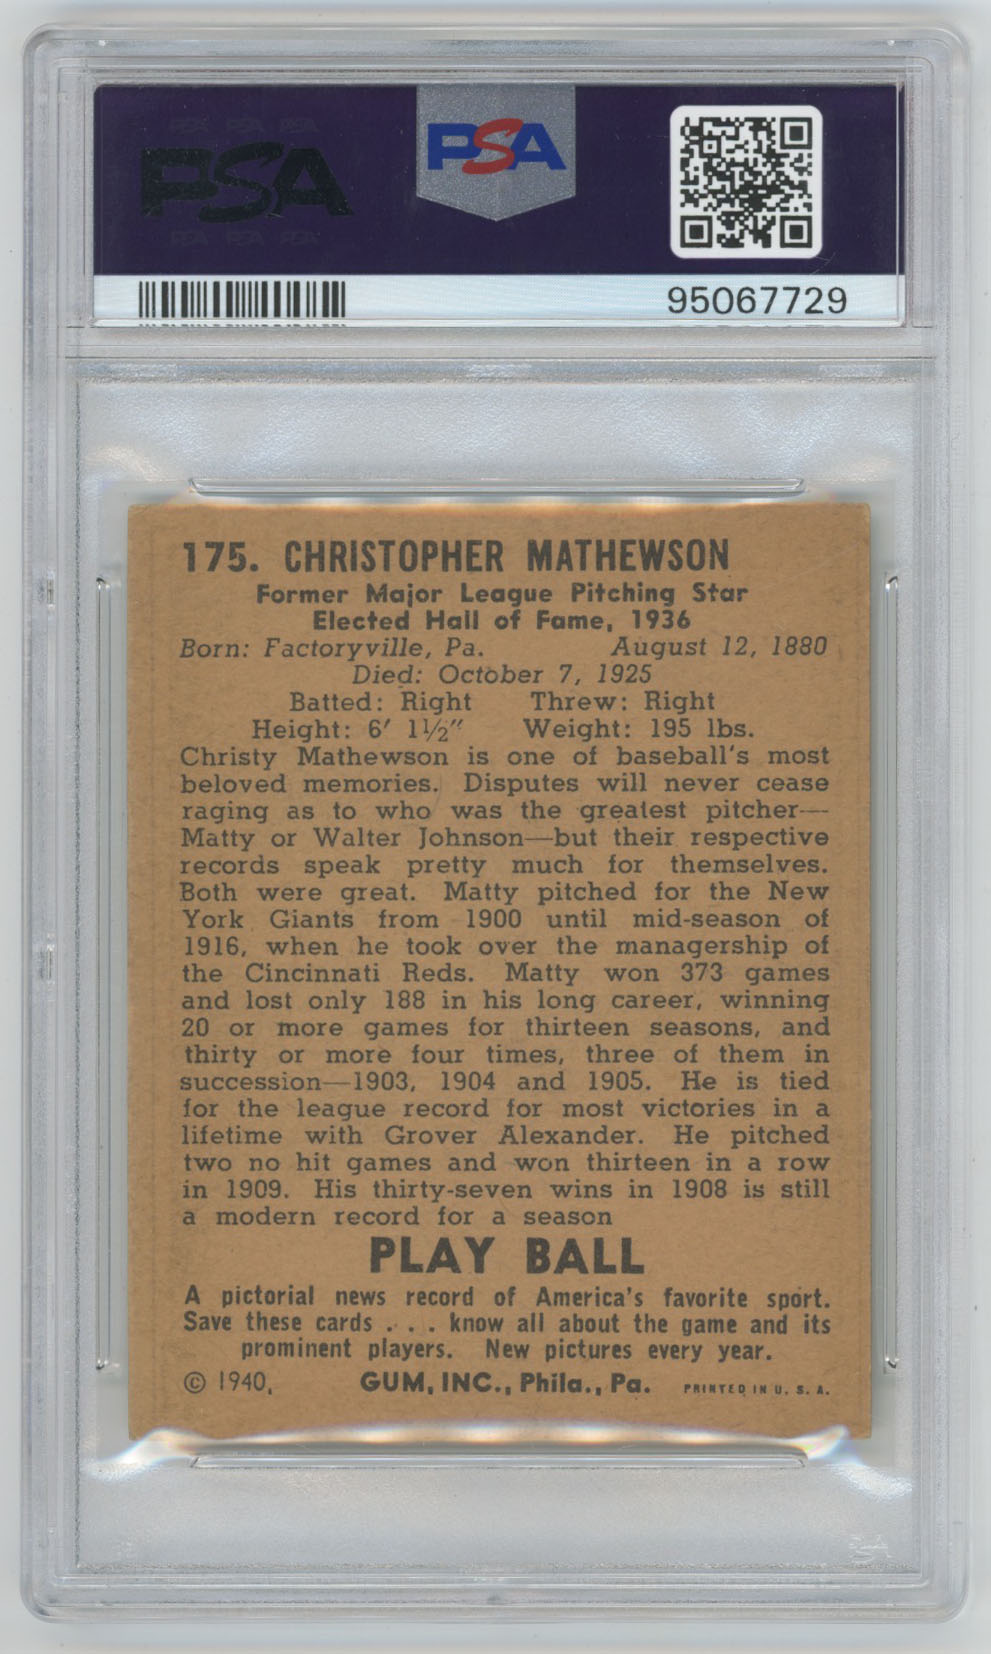 PSA PSA PSA
PSA
PSA PSA PSA
PSA
95067729
175. CHRISTOPHER MATHEWSON
Former Major League Pitching Star
Elected Hall of Fame, 1936
Born: Factoryville, Pa. August 12, 1880
Died: October 7, 1925
Batted: Right Threw: Right
Height: 6′ 1½″ Weight: 195 lbs.
Christy Mathewson is one of baseball's most
beloved memories. Disputes will never cease
raging as to who was the greatest pitcher—
Matty or Walter Johnson—but their respective
records speak pretty much for themselves.
Both were great. Matty pitched for the New
York Giants from 1900 until mid-season of
1916, when he took over the managership of
the Cincinnati Reds. Matty won 373 games
and lost only 188 in his long career, winning
20 or more games for thirteen seasons, and
thirty or more four times, three of them in
succession—1903, 1904 and 1905. He is tied
for the league record for most victories in a
lifetime with Grover Alexander. He pitched
two no hit games and won thirteen in a row
in 1909. His thirty-seven wins in 1908 is still
a modern record for a season
PLAY BALL
A pictorial news record of America's favorite sport.
Save these cards . . . know all about the game and its
prominent players. New pictures every year.
© 1940, GUM, INC., Phila., Pa. PRINTED IN U. S. A.